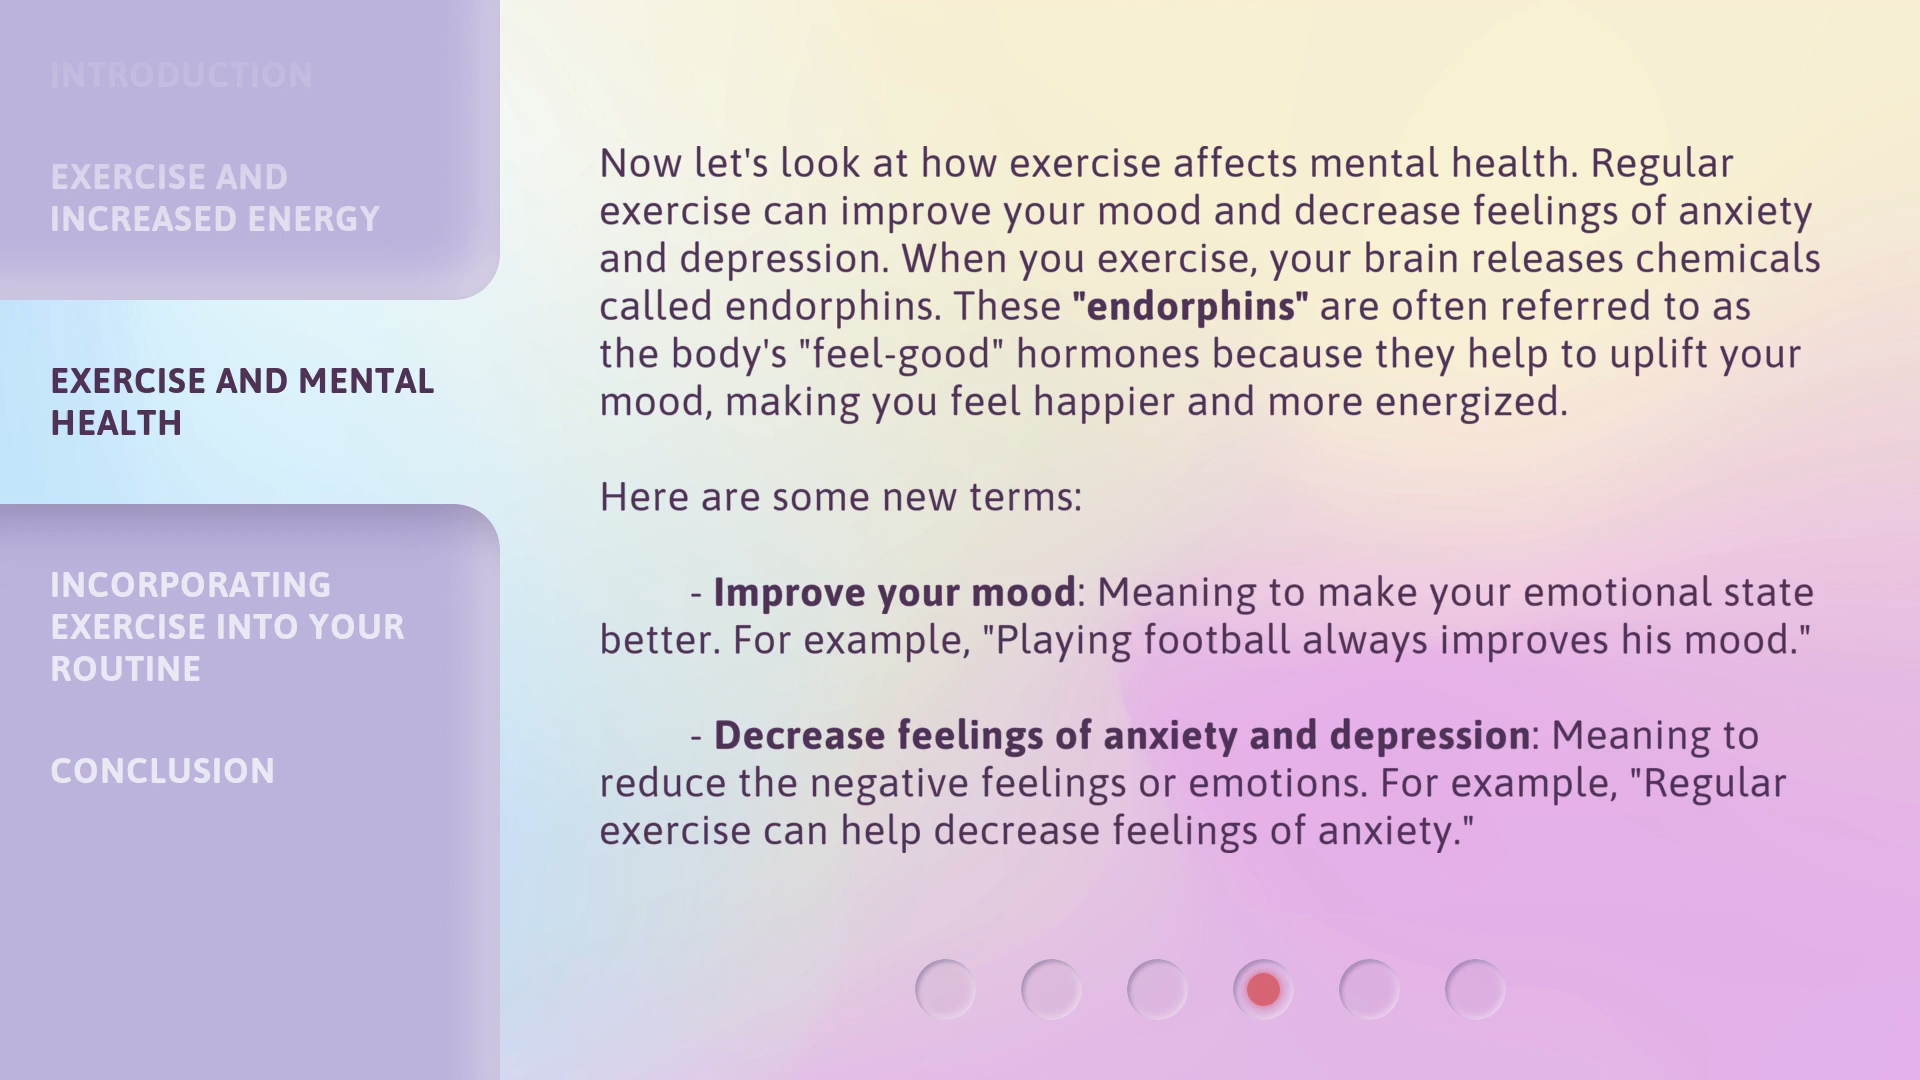 INTRODUCTION
EXERCISE AND
INCREASED ENERGY
EXERCISE AND MENTAL
HEALTH
INCORPORATING
EXERCISE INTO YOUR
ROUTINE
CONCLUSION
Now let's look at how exercise affects mental health. Regular
exercise can improve your mood and decrease feelings of anxiety
and depression. When you exercise, your brain releases chemicals
called endorphins. These "endorphins" are often referred to as
the body's "feel-good" hormones because they help to uplift your
mood, making you feel happier and more energized.
Here are some new terms:
- Improve your mood: Meaning to make your emotional state
better. For example, "Playing football always improves his mood."
- Decrease feelings of anxiety and depression: Meaning to
reduce the negative feelings or emotions. For example, "Regular
exercise can help decrease feelings of anxiety."